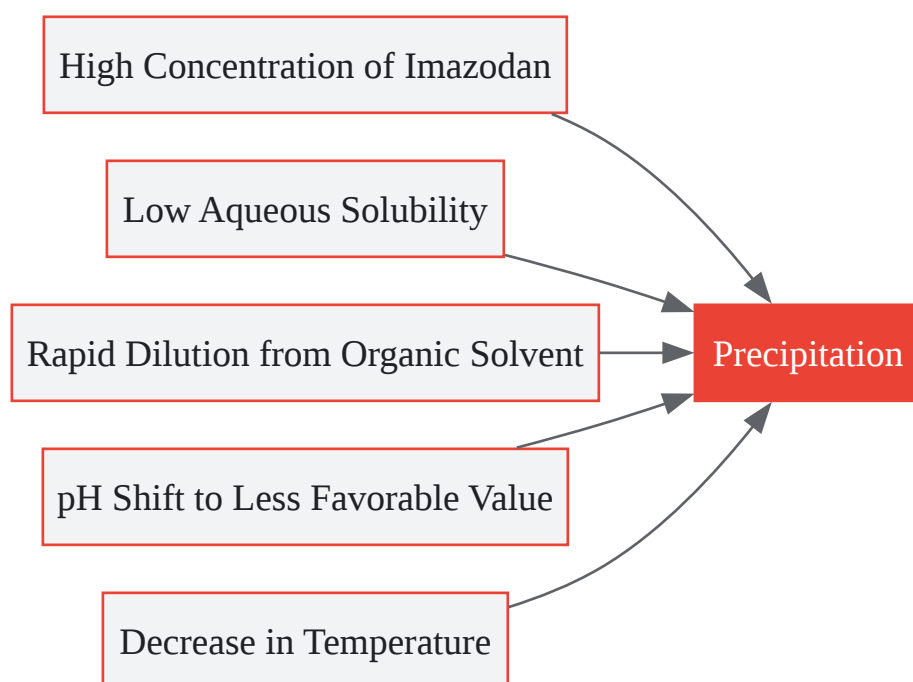 High Concentration of Imazodan
Low Aqueous Solubility
Rapid Dilution from Organic Solvent
Precipitation
pH Shift to Less Favorable Value
Decrease in Temperature